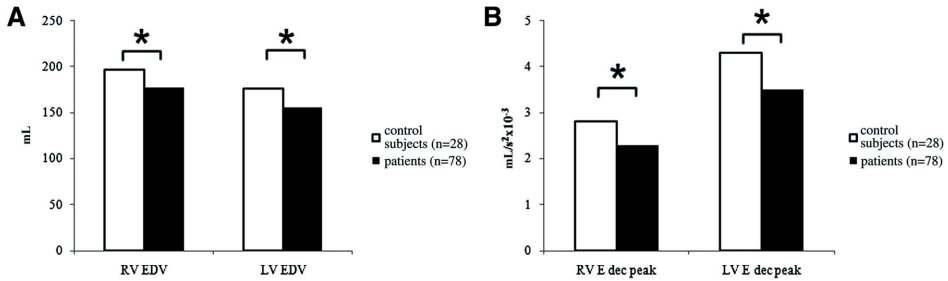 A
250
200
150
100
50
0
mL
*
*
RV EDV
LV EDV
control
subjects (n=28)
patients (n=78)
B
5
4
3
2
1
0
mL/s²x10⁻³
*
*
RV E dec peak
LV E dec peak
control
subjects (n=28)
patients (n=78)